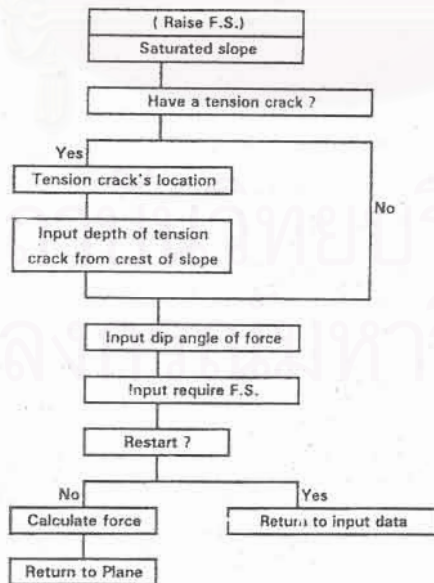 ( Raise F.S.)
Saturated slope
Have a tension crack ?
Yes
No
Tension crack's location
Input depth of tension
crack from crest of slope
Input dip angle of force
Input require F.S.
Restart ?
No
Yes
Calculate force
Return to input data
Return to Plane